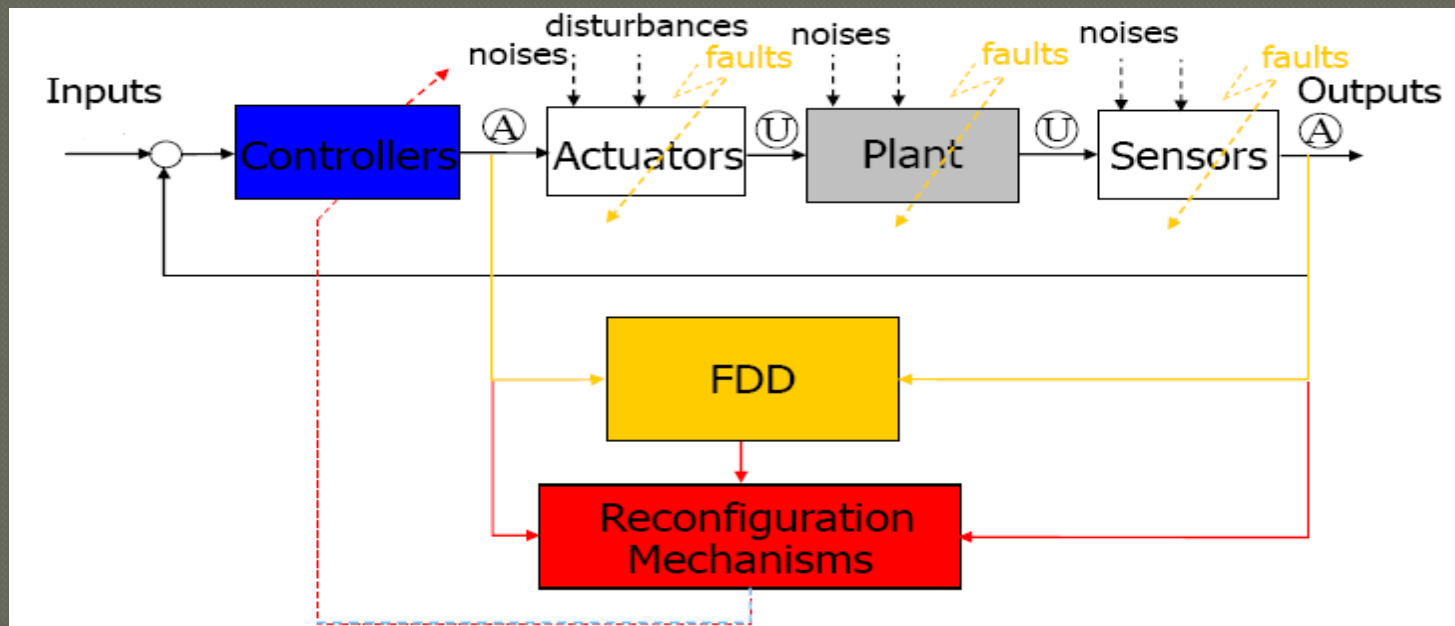 disturbances
noises
faults
noises
faults
noises
faults
Inputs
Outputs
Controllers
A
Actuators
U
Plant
U
Sensors
A
FDD
Reconfiguration
Mechanisms